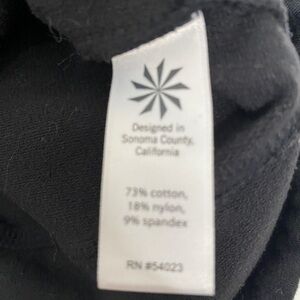 Designed in
Sonoma County,
California
73% cotton,
18% nylon,
9% spandex
RN #54023